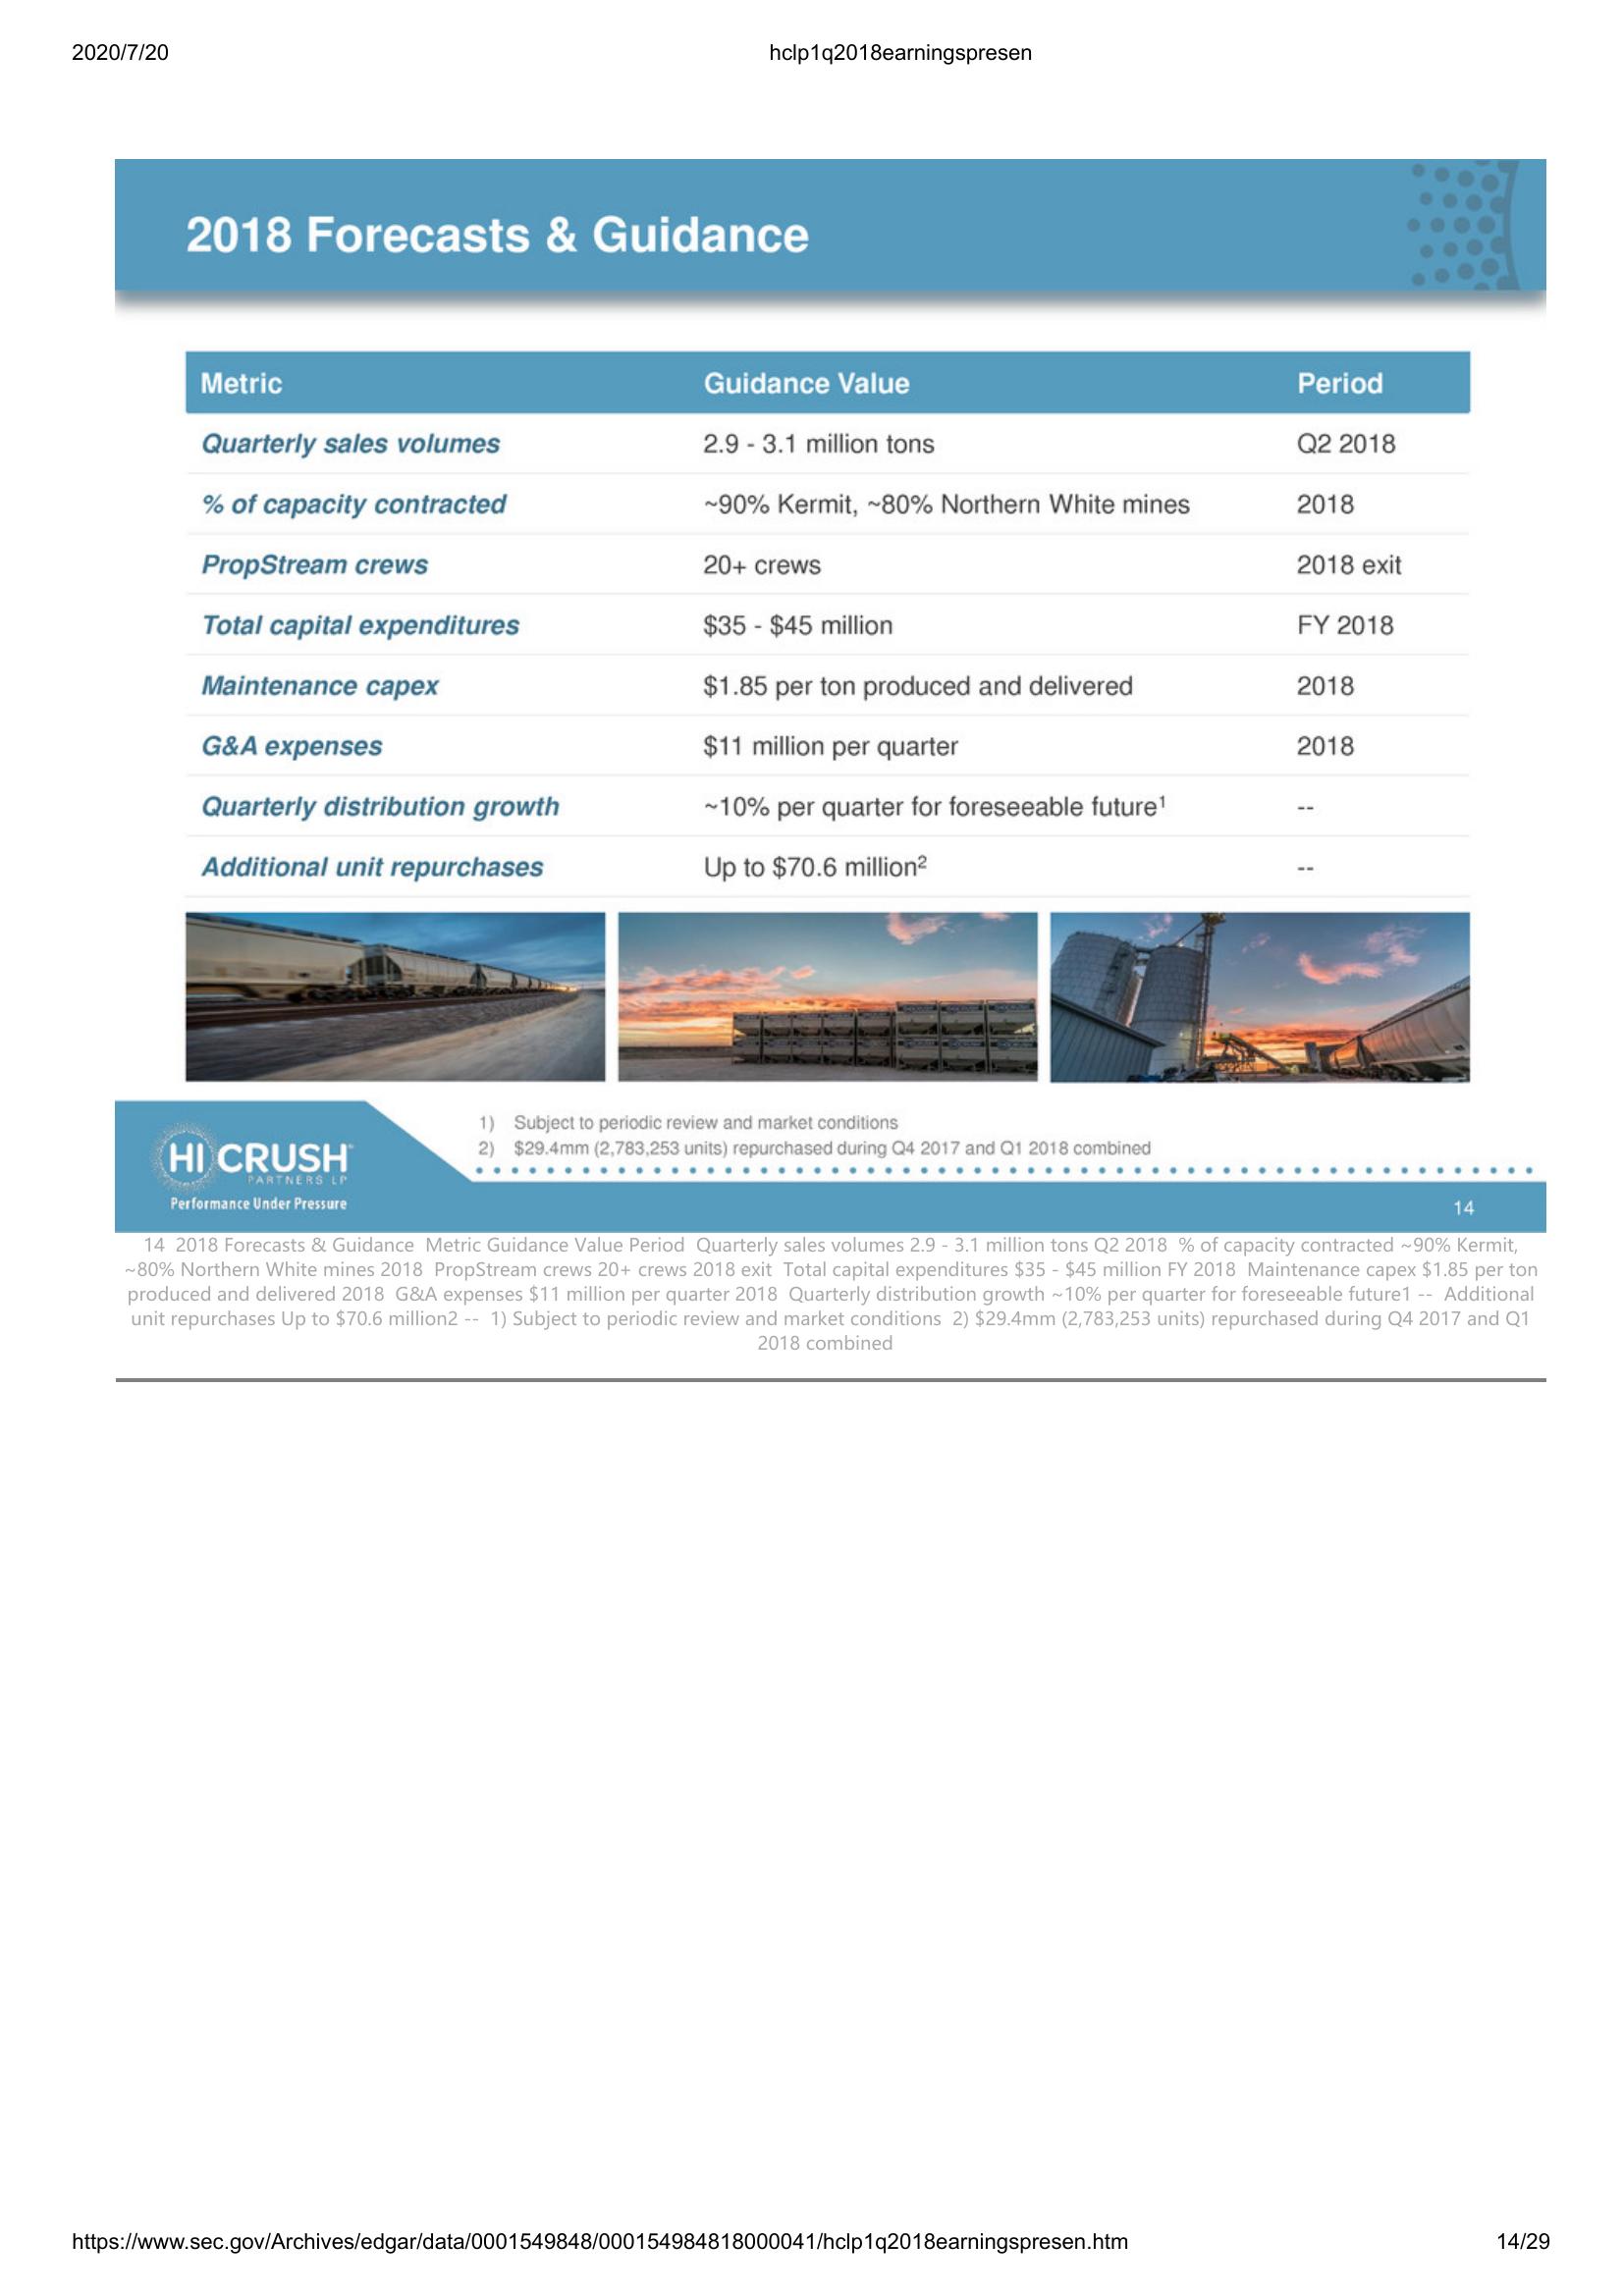 2020/7/20 hclp1q2018earningspresen
2018 Forecasts & Guidance
Metric Guidance Value Period
Quarterly sales volumes 2.9 - 3.1 million tons Q2 2018
% of capacity contracted ~90% Kermit, ~80% Northern White mines 2018
PropStream crews 20+ crews 2018 exit
Total capital expenditures $35 - $45 million FY 2018
Maintenance capex $1.85 per ton produced and delivered 2018
G&A expenses $11 million per quarter 2018
Quarterly distribution growth ~10% per quarter for foreseeable future¹ --
Additional unit repurchases Up to $70.6 million² --
1) Subject to periodic review and market conditions
2) $29.4mm (2,783,253 units) repurchased during Q4 2017 and Q1 2018 combined
HI CRUSH
PARTNERS LP
Performance Under Pressure
14
14 2018 Forecasts & Guidance Metric Guidance Value Period Quarterly sales volumes 2.9 - 3.1 million tons Q2 2018 % of capacity contracted ~90% Kermit,
~80% Northern White mines 2018 PropStream crews 20+ crews 2018 exit Total capital expenditures $35 - $45 million FY 2018 Maintenance capex $1.85 per ton
produced and delivered 2018 G&A expenses $11 million per quarter 2018 Quarterly distribution growth ~10% per quarter for foreseeable future1 -- Additional
unit repurchases Up to $70.6 million2 -- 1) Subject to periodic review and market conditions 2) $29.4mm (2,783,253 units) repurchased during Q4 2017 and Q1
2018 combined
https://www.sec.gov/Archives/edgar/data/0001549848/000154984818000041/hclp1q2018earningspresen.htm 14/29